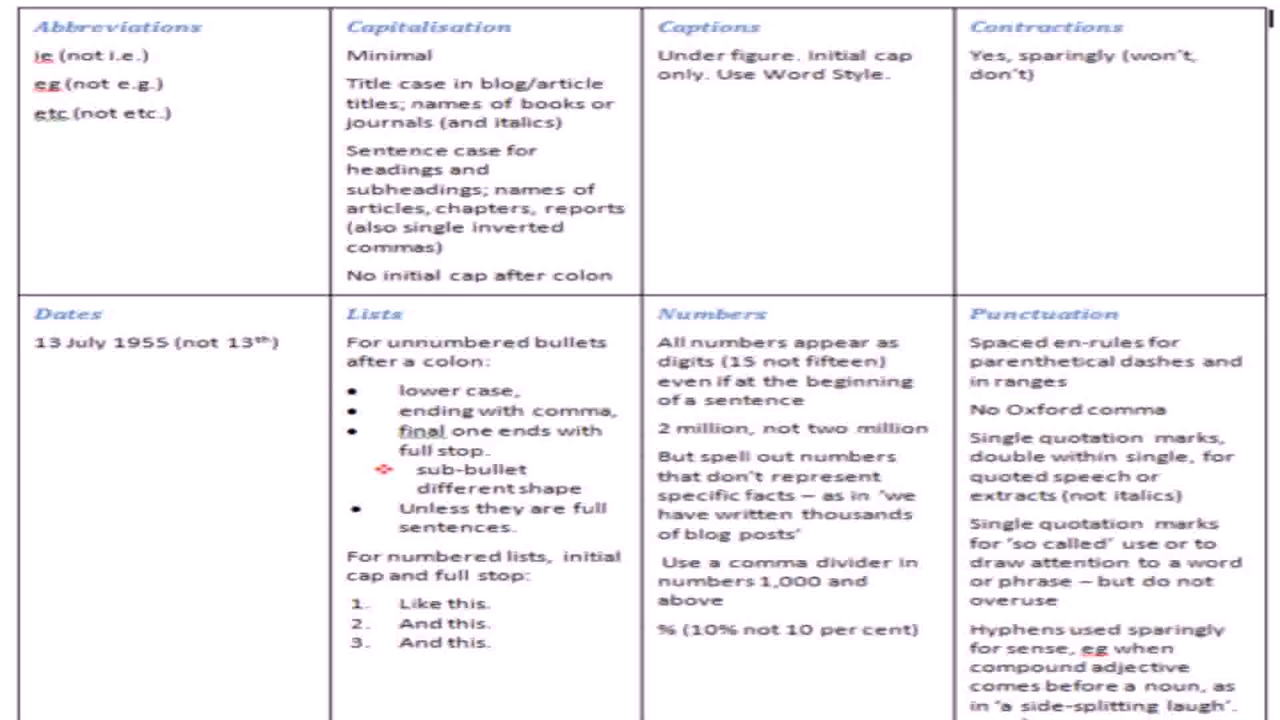 Abbreviations
ie (not i.e.)
eg (not e.g.)
etc (not etc.)
Capitalisation
Minimal
Title case in blog/article
titles; names of books or
journals (and italics)
Sentence case for
headings and
subheadings; names of
articles, chapters, reports
(also single inverted
commas)
No initial cap after colon
Captions
Under figure. Initial cap
only. Use Word Style.
Contractions
Yes, sparingly (won't,
don't)
Dates
13 July 1955 (not 13th)
Lists
For unnumbered bullets
after a colon:
• lower case,
• ending with comma,
• final one ends with
full stop.
❖ sub-bullet
different shape
• Unless they are full
sentences.
For numbered lists, initial
cap and full stop:
1. Like this.
2. And this.
3. And this.
Numbers
All numbers appear as
digits (15 not fifteen)
even if at the beginning
of a sentence
2 million, not two million
But spell out numbers
that don't represent
specific facts – as in 'we
have written thousands
of blog posts'
Use a comma divider in
numbers 1,000 and
above
% (10% not 10 per cent)
Punctuation
Spaced en-rules for
parenthetical dashes and
in ranges
No Oxford comma
Single quotation marks,
double within single, for
quoted speech or
extracts (not italics)
Single quotation marks
for 'so called' use or to
draw attention to a word
or phrase – but do not
overuse
Hyphens used sparingly
for sense, eg when
compound adjective
comes before a noun, as
in 'a side-splitting laugh'.